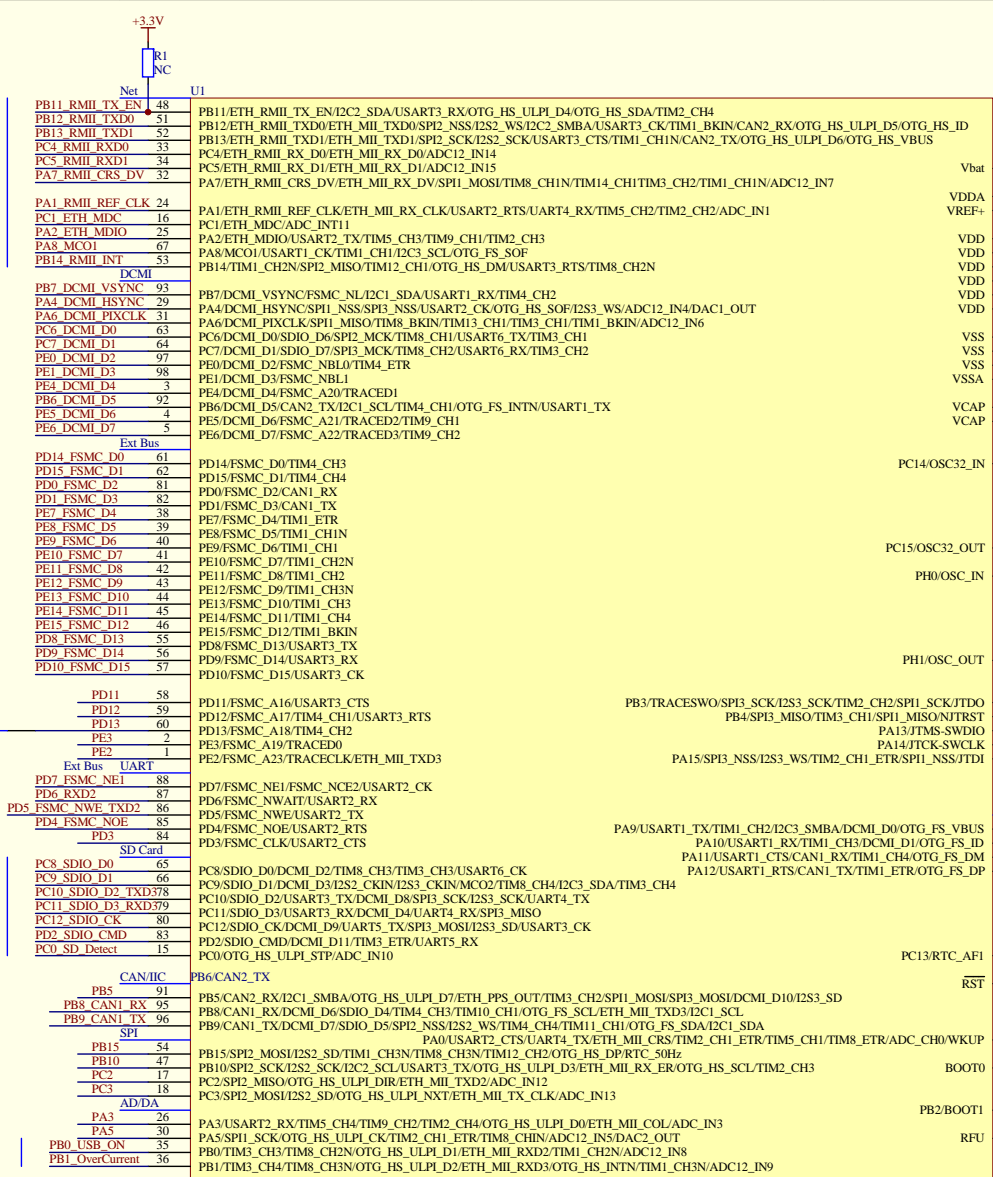 +3.3V
R1
NC
Net U1
PB11_RMII_TX_EN 48 PB11/ETH_RMII_TX_EN/I2C2_SDA/USART3_RX/OTG_HS_ULPI_D4/OTG_HS_SDA/TIM2_CH4
PB12_RMII_TXD0 51 PB12/ETH_RMII_TXD0/ETH_MII_TXD0/SPI2_NSS/I2S2_WS/I2C2_SMBA/USART3_CK/TIM1_BKIN/CAN2_RX/OTG_HS_ULPI_D5/OTG_HS_ID
PB13_RMII_TXD1 52 PB13/ETH_RMII_TXD1/ETH_MII_TXD1/SPI2_SCK/I2S2_SCK/USART3_CTS/TIM1_CH1N/CAN2_TX/OTG_HS_ULPI_D6/OTG_HS_VBUS
PC4_RMII_RXD0 33 PC4/ETH_RMII_RX_D0/ETH_MII_RX_D0/ADC12_IN14
PC5_RMII_RXD1 34 PC5/ETH_RMII_RX_D1/ETH_MII_RX_D1/ADC12_IN15 Vbat
PA7_RMII_CRS_DV 32 PA7/ETH_RMII_CRS_DV/ETH_MII_RX_DV/SPI1_MOSI/TIM8_CH1N/TIM14_CH1TIM3_CH2/TIM1_CH1N/ADC12_IN7
VDDA
PA1_RMII_REF_CLK 24 PA1/ETH_RMII_REF_CLK/ETH_MII_RX_CLK/USART2_RTS/UART4_RX/TIM5_CH2/TIM2_CH2/ADC_IN1 VREF+
PC1_ETH_MDC 16 PC1/ETH_MDC/ADC_INT11
PA2_ETH_MDIO 25 PA2/ETH_MDIO/USART2_TX/TIM5_CH3/TIM9_CH1/TIM2_CH3 VDD
PA8_MCO1 67 PA8/MCO1/USART1_CK/TIM1_CH1/I2C3_SCL/OTG_FS_SOF VDD
PB14_RMII_INT 53 PB14/TIM1_CH2N/SPI2_MISO/TIM12_CH1/OTG_HS_DM/USART3_RTS/TIM8_CH2N VDD
DCMI VDD
PB7_DCMI_VSYNC 93 PB7/DCMI_VSYNC/FSMC_NL/I2C1_SDA/USART1_RX/TIM4_CH2 VDD
PA4_DCMI_HSYNC 29 PA4/DCMI_HSYNC/SPI1_NSS/SPI3_NSS/USART2_CK/OTG_HS_SOF/I2S3_WS/ADC12_IN4/DAC1_OUT VDD
PA6_DCMI_PIXCLK 31 PA6/DCMI_PIXCLK/SPI1_MISO/TIM8_BKIN/TIM13_CH1/TIM3_CH1/TIM1_BKIN/ADC12_IN6
PC6_DCMI_D0 63 PC6/DCMI_D0/SDIO_D6/SPI2_MCK/TIM8_CH1/USART6_TX/TIM3_CH1 VSS
PC7_DCMI_D1 64 PC7/DCMI_D1/SDIO_D7/SPI3_MCK/TIM8_CH2/USART6_RX/TIM3_CH2 VSS
PE0_DCMI_D2 97 PE0/DCMI_D2/FSMC_NBL0/TIM4_ETR VSS
PE1_DCMI_D3 98 PE1/DCMI_D3/FSMC_NBL1 VSSA
PE4_DCMI_D4 3 PE4/DCMI_D4/FSMC_A20/TRACED1
PB6_DCMI_D5 92 PB6/DCMI_D5/CAN2_TX/I2C1_SCL/TIM4_CH1/OTG_FS_INTN/USART1_TX VCAP
PE5_DCMI_D6 4 PE5/DCMI_D6/FSMC_A21/TRACED2/TIM9_CH1 VCAP
PE6_DCMI_D7 5 PE6/DCMI_D7/FSMC_A22/TRACED3/TIM9_CH2
Ext Bus
PD14_FSMC_D0 61 PD14/FSMC_D0/TIM4_CH3 PC14/OSC32_IN
PD15_FSMC_D1 62 PD15/FSMC_D1/TIM4_CH4
PD0_FSMC_D2 81 PD0/FSMC_D2/CAN1_RX
PD1_FSMC_D3 82 PD1/FSMC_D3/CAN1_TX
PE7_FSMC_D4 38 PE7/FSMC_D4/TIM1_ETR
PE8_FSMC_D5 39 PE8/FSMC_D5/TIM1_CH1N
PE9_FSMC_D6 40 PE9/FSMC_D6/TIM1_CH1 PC15/OSC32_OUT
PE10_FSMC_D7 41 PE10/FSMC_D7/TIM1_CH2N
PE11_FSMC_D8 42 PE11/FSMC_D8/TIM1_CH2 PH0/OSC_IN
PE12_FSMC_D9 43 PE12/FSMC_D9/TIM1_CH3N
PE13_FSMC_D10 44 PE13/FSMC_D10/TIM1_CH3
PE14_FSMC_D11 45 PE14/FSMC_D11/TIM1_CH4
PE15_FSMC_D12 46 PE15/FSMC_D12/TIM1_BKIN
PD8_FSMC_D13 55 PD8/FSMC_D13/USART3_TX
PD9_FSMC_D14 56 PD9/FSMC_D14/USART3_RX PH1/OSC_OUT
PD10_FSMC_D15 57 PD10/FSMC_D15/USART3_CK
PD11 58 PD11/FSMC_A16/USART3_CTS PB3/TRACESWO/SPI3_SCK/I2S3_SCK/TIM2_CH2/SPI1_SCK/JTDO
PD12 59 PD12/FSMC_A17/TIM4_CH1/USART3_RTS PB4/SPI3_MISO/TIM3_CH1/SPI1_MISO/NJTRST
PD13 60 PD13/FSMC_A18/TIM4_CH2 PA13/JTMS-SWDIO
PE3 2 PE3/FSMC_A19/TRACED0 PA14/JTCK-SWCLK
PE2 1 PE2/FSMC_A23/TRACECLK/ETH_MII_TXD3 PA15/SPI3_NSS/I2S3_WS/TIM2_CH1_ETR/SPI1_NSS/JTDI
Ext Bus UART
PD7_FSMC_NE1 88 PD7/FSMC_NE1/FSMC_NCE2/USART2_CK
PD6_RXD2 87 PD6/FSMC_NWAIT/USART2_RX
PD5_FSMC_NWE_TXD2 86 PD5/FSMC_NWE/USART2_TX
PD4_FSMC_NOE 85 PD4/FSMC_NOE/USART2_RTS PA9/USART1_TX/TIM1_CH2/I2C3_SMBA/DCMI_D0/OTG_FS_VBUS
PD3 84 PD3/FSMC_CLK/USART2_CTS PA10/USART1_RX/TIM1_CH3/DCMI_D1/OTG_FS_ID
SD Card PA11/USART1_CTS/CAN1_RX/TIM1_CH4/OTG_FS_DM
PC8_SDIO_D0 65 PC8/SDIO_D0/DCMI_D2/TIM8_CH3/TIM3_CH3/USART6_CK PA12/USART1_RTS/CAN1_TX/TIM1_ETR/OTG_FS_DP
PC9_SDIO_D1 66 PC9/SDIO_D1/DCMI_D3/I2S2_CKIN/I2S3_CKIN/MCO2/TIM8_CH4/I2C3_SDA/TIM3_CH4
PC10_SDIO_D2_TXD3 78 PC10/SDIO_D2/USART3_TX/DCMI_D8/SPI3_SCK/I2S3_SCK/UART4_TX
PC11_SDIO_D3_RXD3 79 PC11/SDIO_D3/USART3_RX/DCMI_D4/UART4_RX/SPI3_MISO
PC12_SDIO_CK 80 PC12/SDIO_CK/DCMI_D9/UART5_TX/SPI3_MOSI/I2S3_SD/USART3_CK
PD2_SDIO_CMD 83 PD2/SDIO_CMD/DCMI_D11/TIM3_ETR/UART5_RX
PC0_SD_Detect 15 PC0/OTG_HS_ULPI_STP/ADC_IN10 PC13/RTC_AF1
CAN/IIC PB6/CAN2_TX RST
PB5 91 PB5/CAN2_RX/I2C1_SMBA/OTG_HS_ULPI_D7/ETH_PPS_OUT/TIM3_CH2/SPI1_MOSI/SPI3_MOSI/DCMI_D10/I2S3_SD
PB8_CAN1_RX 95 PB8/CAN1_RX/DCMI_D6/SDIO_D4/TIM4_CH3/TIM10_CH1/OTG_FS_SCL/ETH_MII_TXD3/I2C1_SCL
PB9_CAN1_TX 96 PB9/CAN1_TX/DCMI_D7/SDIO_D5/SPI2_NSS/I2S2_WS/TIM4_CH4/TIM11_CH1/OTG_FS_SDA/I2C1_SDA
SPI PA0/USART2_CTS/UART4_TX/ETH_MII_CRS/TIM2_CH1_ETR/TIM5_CH1/TIM8_ETR/ADC_CH0/WKUP
PB15 54 PB15/SPI2_MOSI/I2S2_SD/TIM1_CH3N/TIM8_CH3N/TIM12_CH2/OTG_HS_DP/RTC_50Hz
PB10 47 PB10/SPI2_SCK/I2S2_SCK/I2C2_SCL/USART3_TX/OTG_HS_ULPI_D3/ETH_MII_RX_ER/OTG_HS_SCL/TIM2_CH3 BOOT0
PC2 17 PC2/SPI2_MISO/OTG_HS_ULPI_DIR/ETH_MII_TXD2/ADC_IN12
PC3 18 PC3/SPI2_MOSI/I2S2_SD/OTG_HS_ULPI_NXT/ETH_MII_TX_CLK/ADC_IN13
AD/DA PB2/BOOT1
PA3 26 PA3/USART2_RX/TIM5_CH4/TIM9_CH2/TIM2_CH4/OTG_HS_ULPI_D0/ETH_MII_COL/ADC_IN3
PA5 30 PA5/SPI1_SCK/OTG_HS_ULPI_CK/TIM2_CH1_ETR/TIM8_CHIN/ADC12_IN5/DAC2_OUT RFU
PB0_USB_ON 35 PB0/TIM3_CH3/TIM8_CH2N/OTG_HS_ULPI_D1/ETH_MII_RXD2/TIM1_CH2N/ADC12_IN8
PB1_OverCurrent 36 PB1/TIM3_CH4/TIM8_CH3N/OTG_HS_ULPI_D2/ETH_MII_RXD3/OTG_HS_INTN/TIM1_CH3N/ADC12_IN9